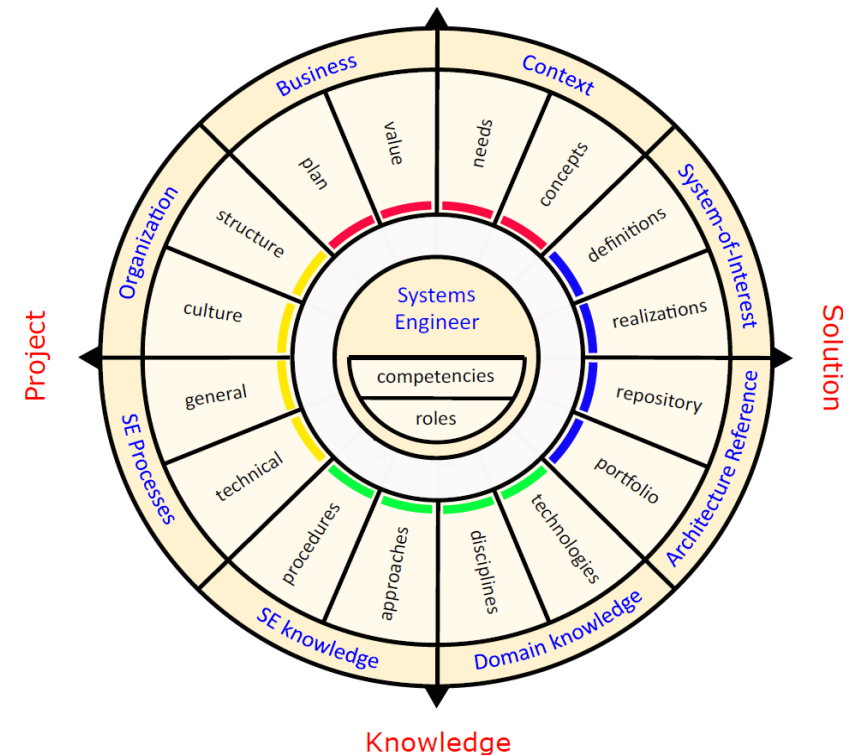 Business
Context
value
needs
plan
concepts
Organization
System-of-Interest
structure
definitions
culture
realizations
Systems
Engineer
competencies
roles
Project
Solution
general
repository
technical
portfolio
SE Processes
Architecture Reference
procedures
approaches
disciplines
technologies
SE knowledge
Domain knowledge
Knowledge